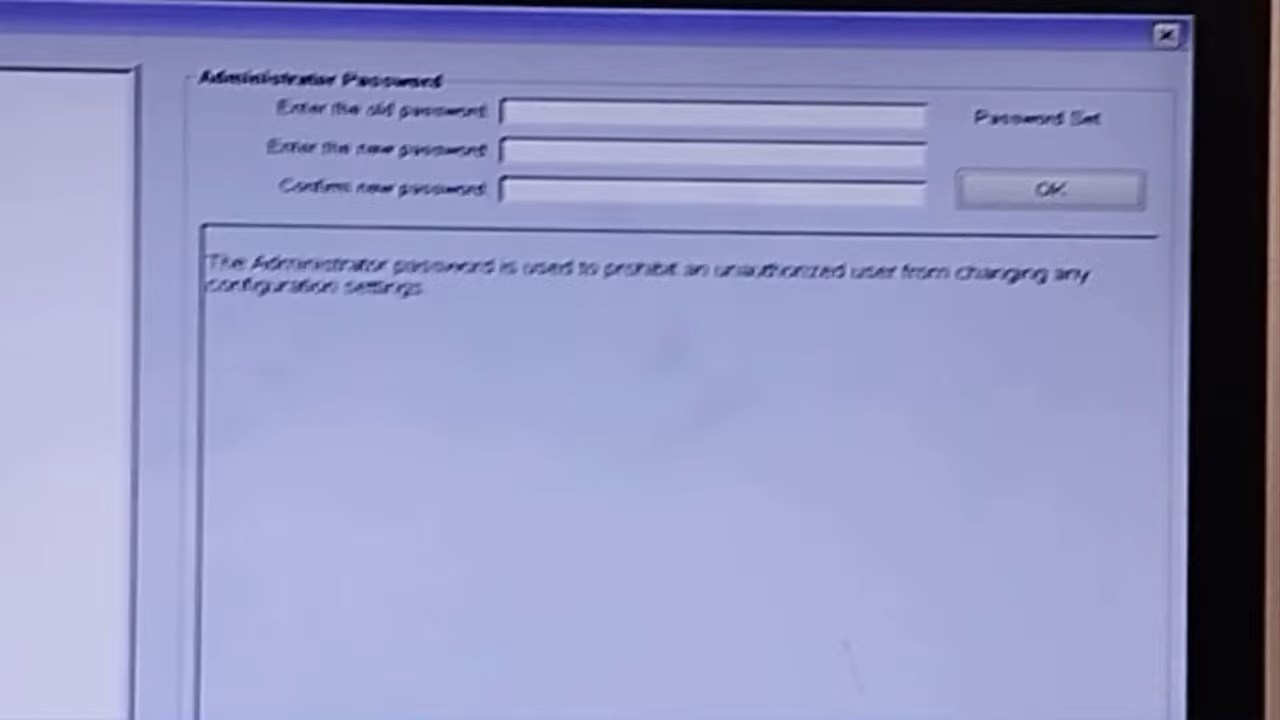 Administrator Password
Enter the old password:
Password Set
Enter the new password:
Confirm new password:
OK
The Administrator password is used to prohibit an unauthorized user from changing any
configuration settings.